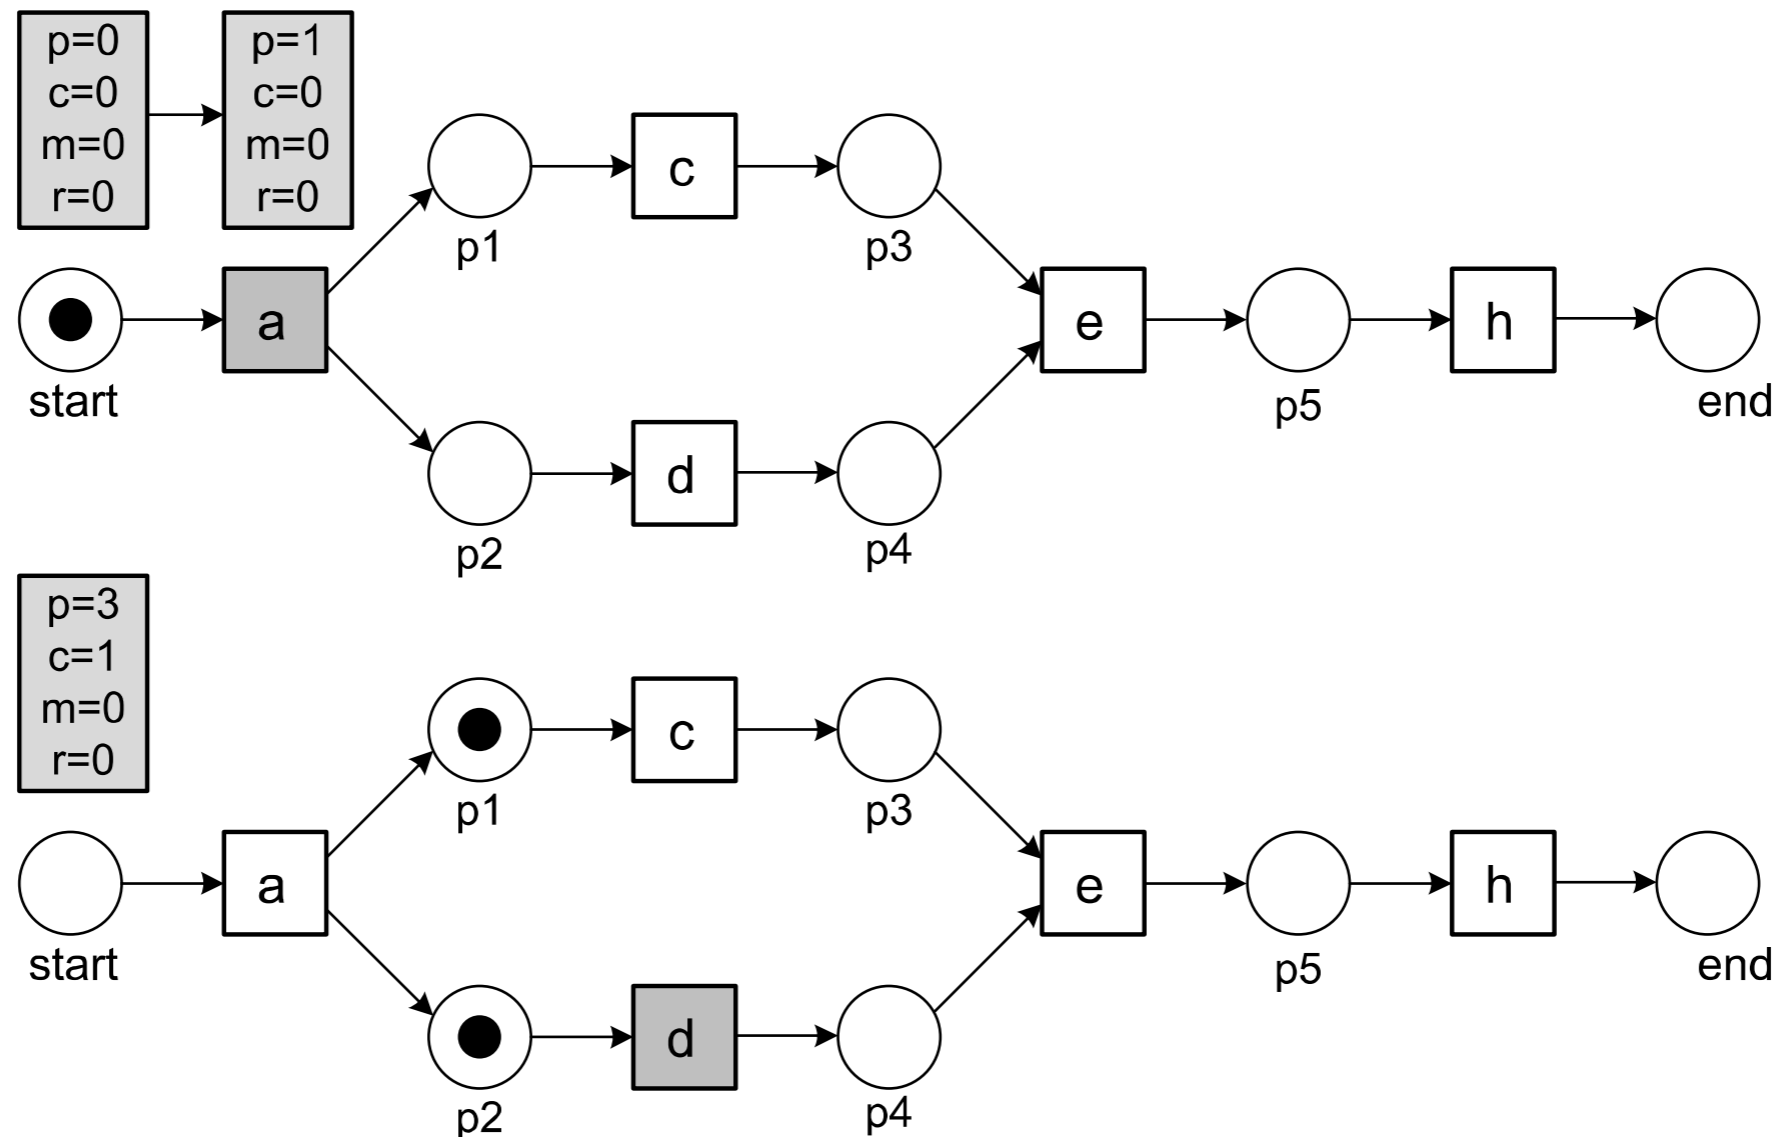 p=0
c=0
m=0
r=0
p=1
c=0
m=0
r=0
c
p1
p3
a
e
h
start
p5
end
d
p2
p4
p=3
c=1
m=0
r=0
c
p1
p3
a
e
h
start
p5
end
d
p2
p4